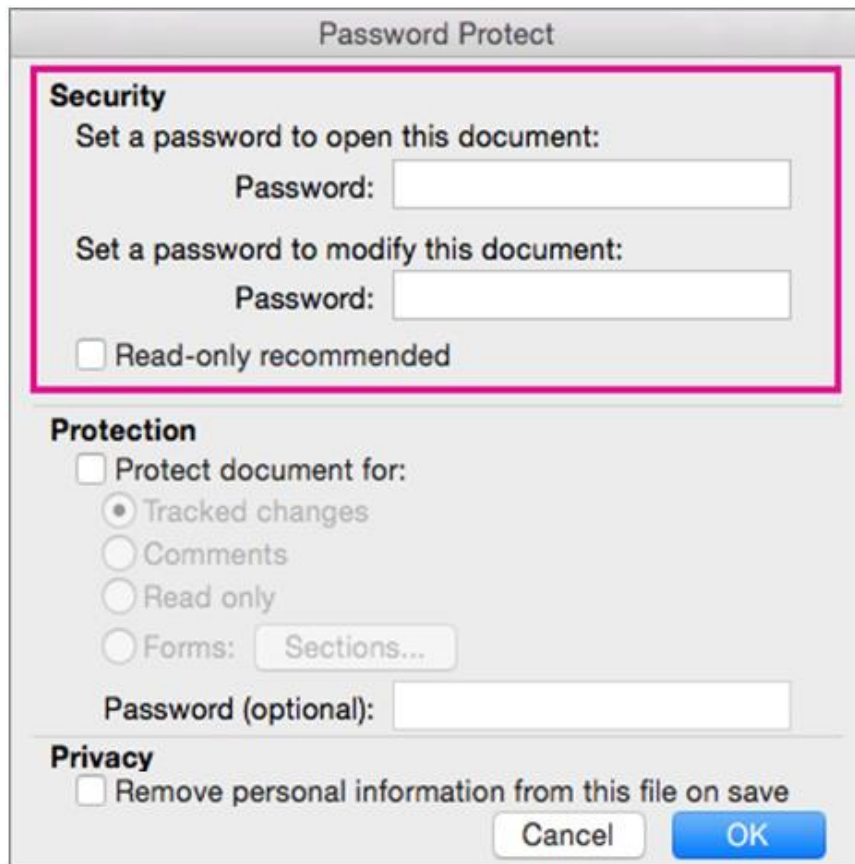 Password Protect
Security
Set a password to open this document:
Password:
Set a password to modify this document:
Password:
Read-only recommended
Protection
Protect document for:
Tracked changes
Comments
Read only
Forms: Sections...
Password (optional):
Privacy
Remove personal information from this file on save
Cancel OK